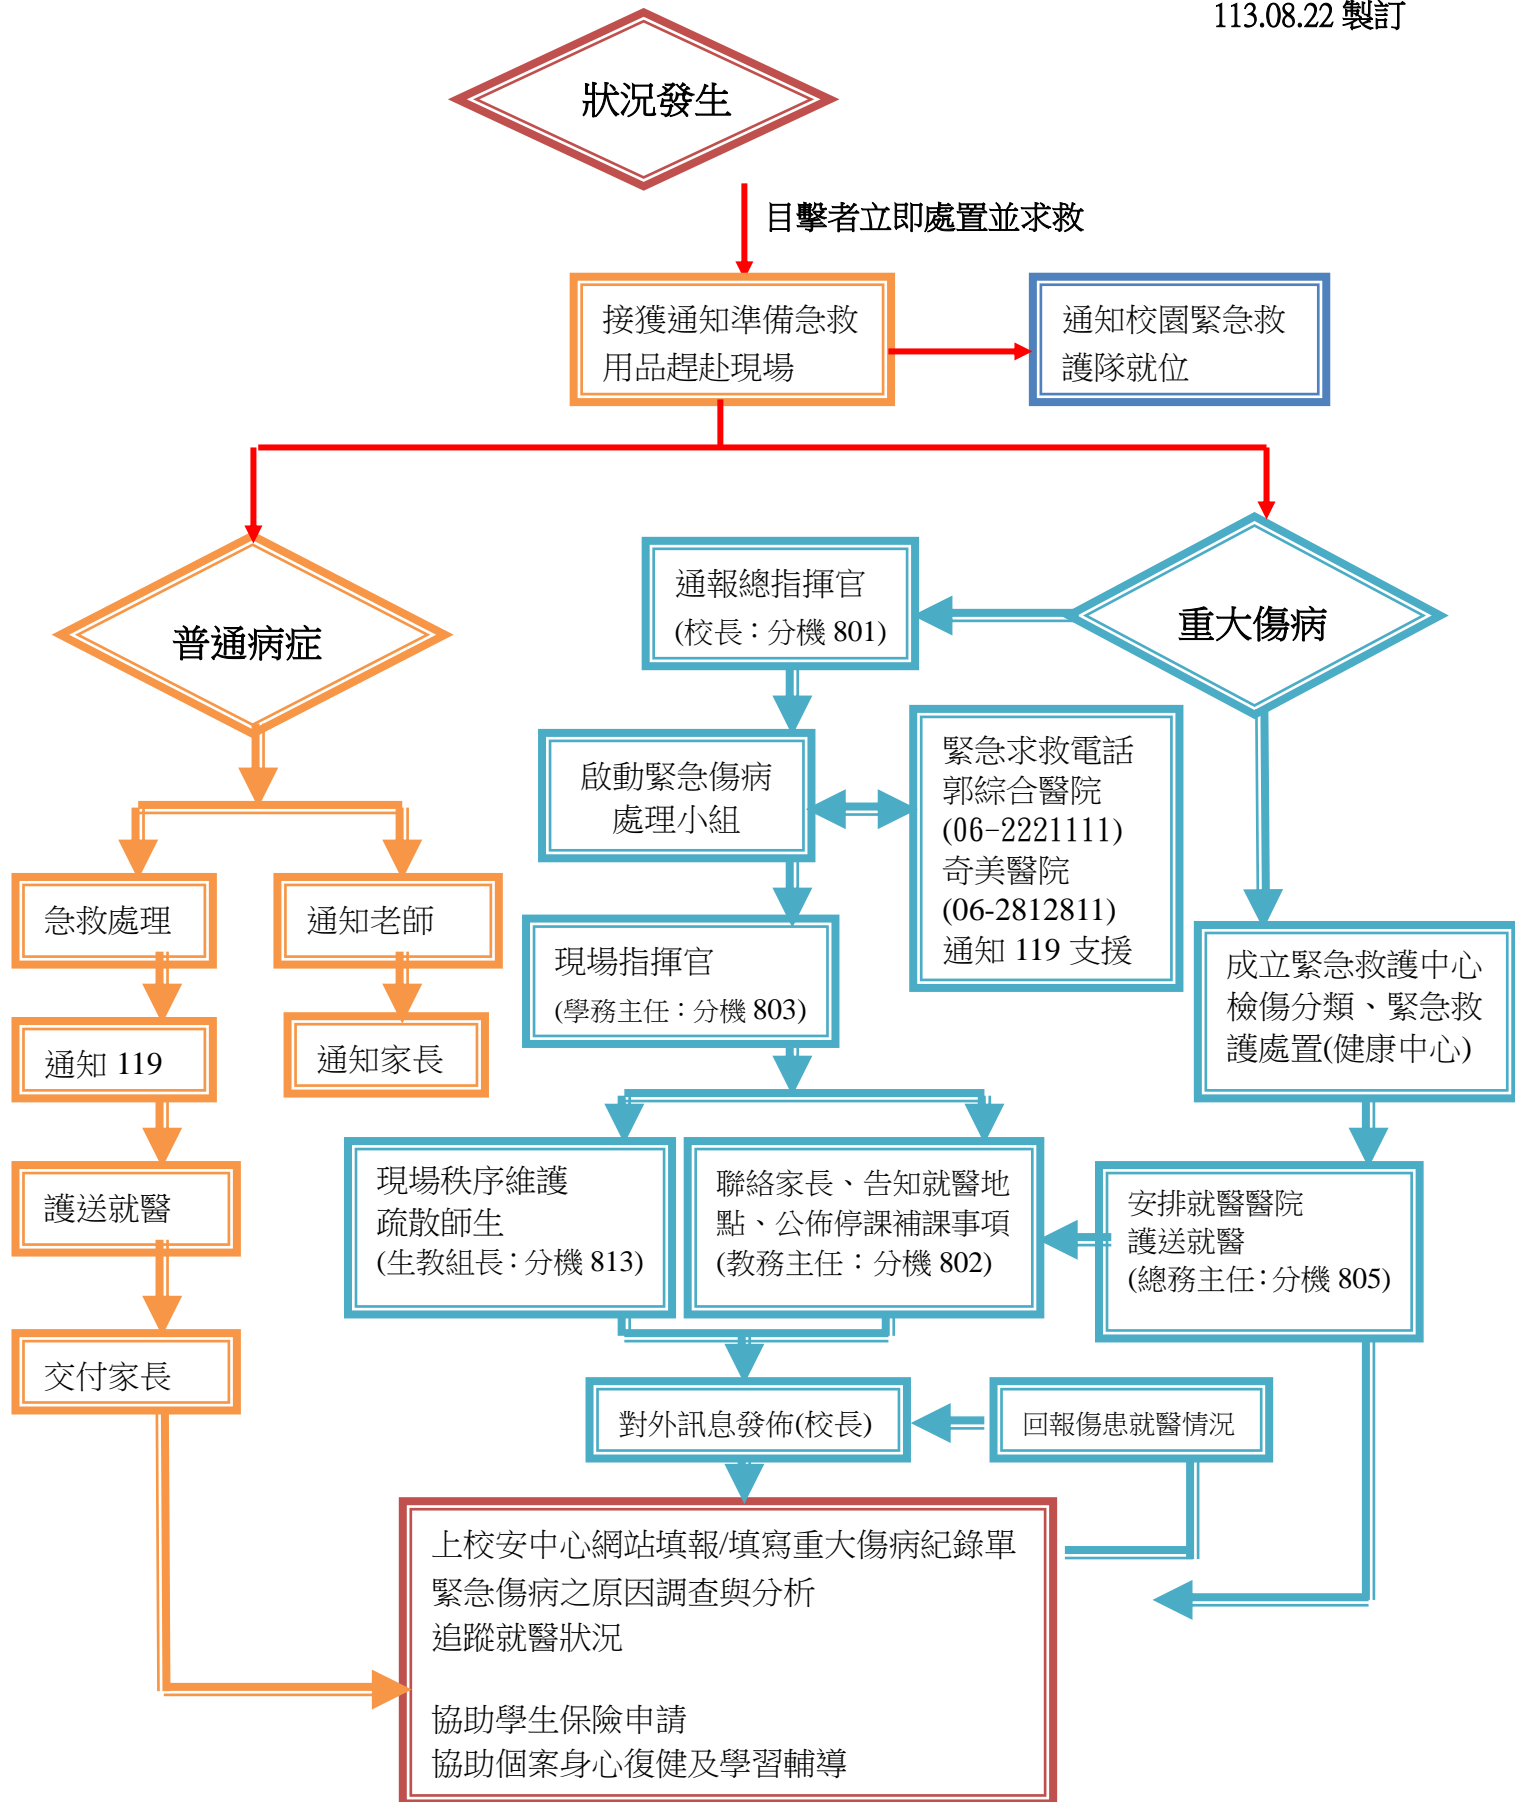 113.08.22 製訂
狀況發生
目擊者立即處置並求救
接獲通知準備急救
用品趕赴現場
通知校園緊急救
護隊就位
普通病症
通報總指揮官
(校長：分機 801)
重大傷病
啟動緊急傷病
處理小組
緊急求救電話
郭綜合醫院
(06-2221111)
奇美醫院
(06-2812811)
通知 119 支援
急救處理
通知老師
現場指揮官
(學務主任：分機 803)
成立緊急救護中心
檢傷分類、緊急救
護處置(健康中心)
通知 119
通知家長
護送就醫
現場秩序維護
疏散師生
(生教組長：分機 813)
聯絡家長、告知就醫地
點、公佈停課補課事項
(教務主任：分機 802)
安排就醫醫院
護送就醫
(總務主任：分機 805)
交付家長
對外訊息發佈(校長)
回報傷患就醫情況
上校安中心網站填報/填寫重大傷病紀錄單
緊急傷病之原因調查與分析
追蹤就醫狀況
協助學生保險申請
協助個案身心復健及學習輔導